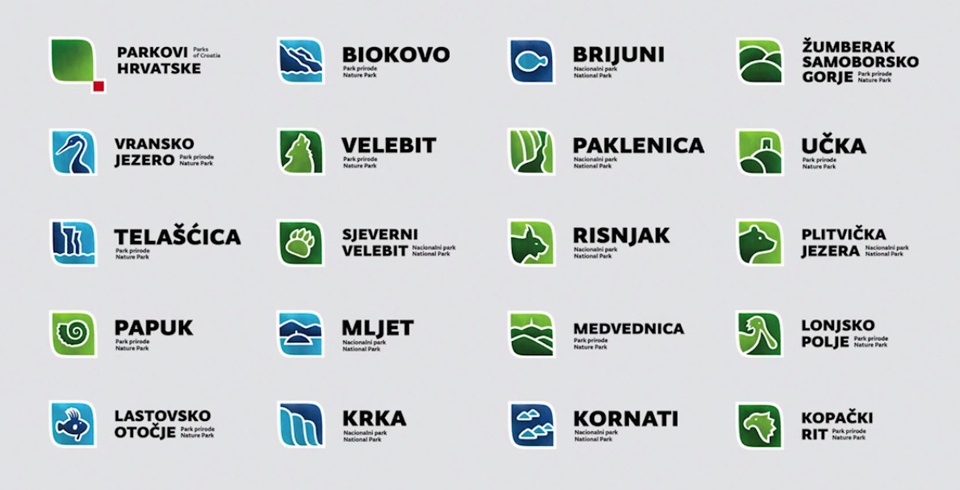 PARKOVI Parks
of Croatia
HRVATSKE
BIOKOVO
Park prirode
Nature Park
BRIJUNI
Nacionalni park
National Park
ŽUMBERAK
SAMOBORSKO
GORJE Park prirode
Nature Park
VRANSKO
JEZERO Park prirode
Nature Park
VELEBIT
Park prirode
Nature Park
PAKLENICA
Nacionalni park
National Park
UČKA
Park prirode
Nature Park
TELAŠĆICA
Park prirode
Nature Park
SJEVERNI
VELEBIT Nacionalni park
National Park
RISNJAK
Nacionalni park
National Park
PLITVIČKA
JEZERA Nacionalni park
National Park
PAPUK
Park prirode
Nature Park
MLJET
Nacionalni park
National Park
MEDVEDNICA
Park prirode
Nature Park
LONJSKO
POLJE Park prirode
Nature Park
LASTOVSKO
OTOČJE Park prirode
Nature Park
KRKA
Nacionalni park
National Park
KORNATI
Nacionalni park
National Park
KOPAČKI
RIT Park prirode
Nature Park